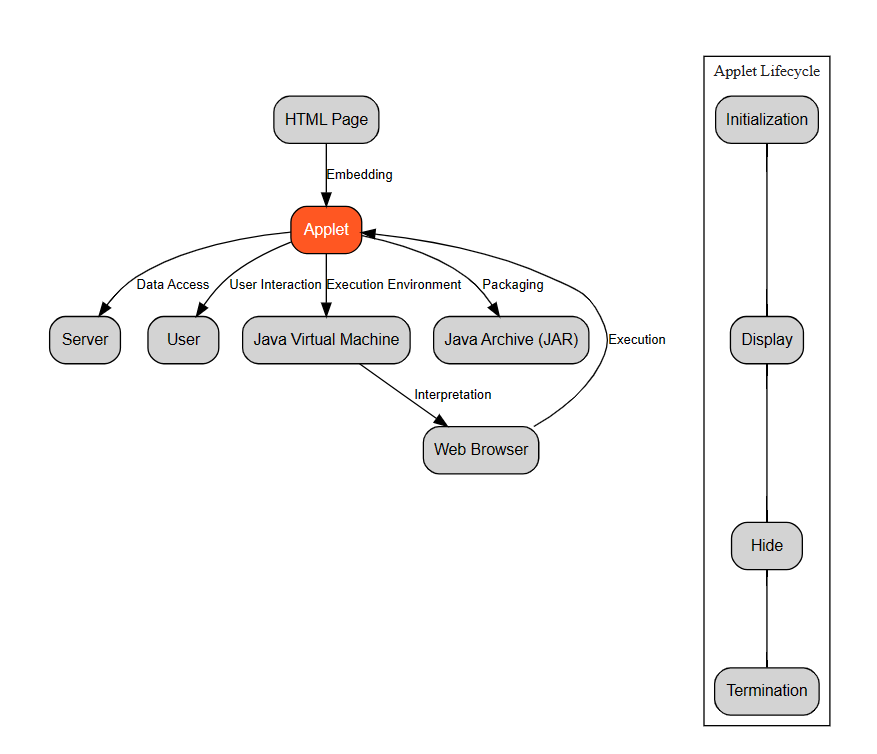 Applet Lifecycle
HTML Page
Initialization
Embedding
Applet
Data Access
User Interaction
Execution Environment
Packaging
Server
User
Java Virtual Machine
Java Archive (JAR)
Execution
Display
Interpretation
Web Browser
Hide
Termination